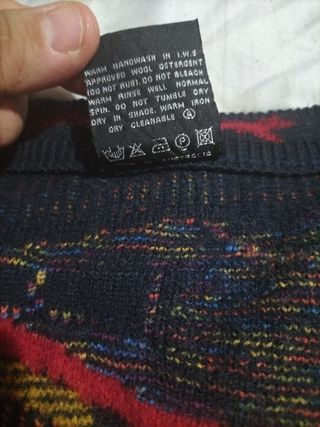 WARM HANDWASH IN I.W.S
APPROVED WOOL DETERGENT
(DO NOT RUB). DO NOT BLEACH
WARM RINSE WELL NORMAL
SPIN. DO NOT TUMBLE DRY
DRY IN SHADE. WARM IRON
DRY CLEANABLE Ⓐ
P
AUSTRALIA